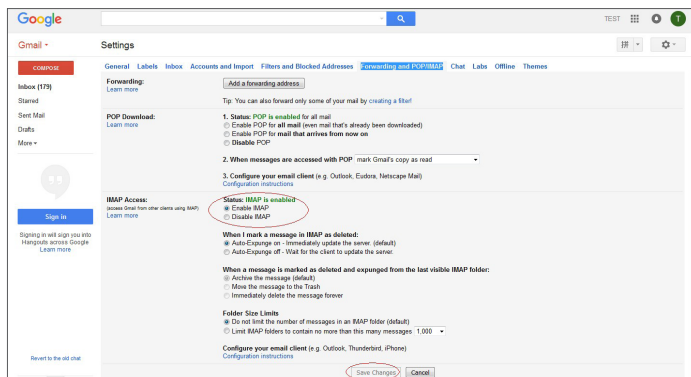 Google
TEST
T
Gmail
Settings
COMPOSE
Inbox (179)
Starred
Sent Mail
Drafts
More
Sign in
Signing in will sign you into
Hangouts across Google
Learn more
Revert to the old chat
General Labels Inbox Accounts and Import Filters and Blocked Addresses Forwarding and POP/IMAP Chat Labs Offline Themes
Forwarding:
Learn more
Add a forwarding address
Tip: You can also forward only some of your mail by creating a filter!
POP Download:
Learn more
1. Status: POP is enabled for all mail
Enable POP for all mail (even mail that's already been downloaded)
Enable POP for mail that arrives from now on
Disable POP
2. When messages are accessed with POP mark Gmail's copy as read
3. Configure your email client (e.g. Outlook, Eudora, Netscape Mail)
Configuration instructions
IMAP Access:
(access Gmail from other clients using IMAP)
Learn more
Status: IMAP is enabled
Enable IMAP
Disable IMAP
When I mark a message in IMAP as deleted:
Auto-Expunge on - Immediately update the server. (default)
Auto-Expunge off - Wait for the client to update the server.
When a message is marked as deleted and expunged from the last visible IMAP folder:
Archive the message (default)
Move the message to the Trash
Immediately delete the message forever
Folder Size Limits
Do not limit the number of messages in an IMAP folder (default)
Limit IMAP folders to contain no more than this many messages 1,000
Configure your email client (e.g. Outlook, Thunderbird, iPhone)
Configuration instructions
Save Changes Cancel